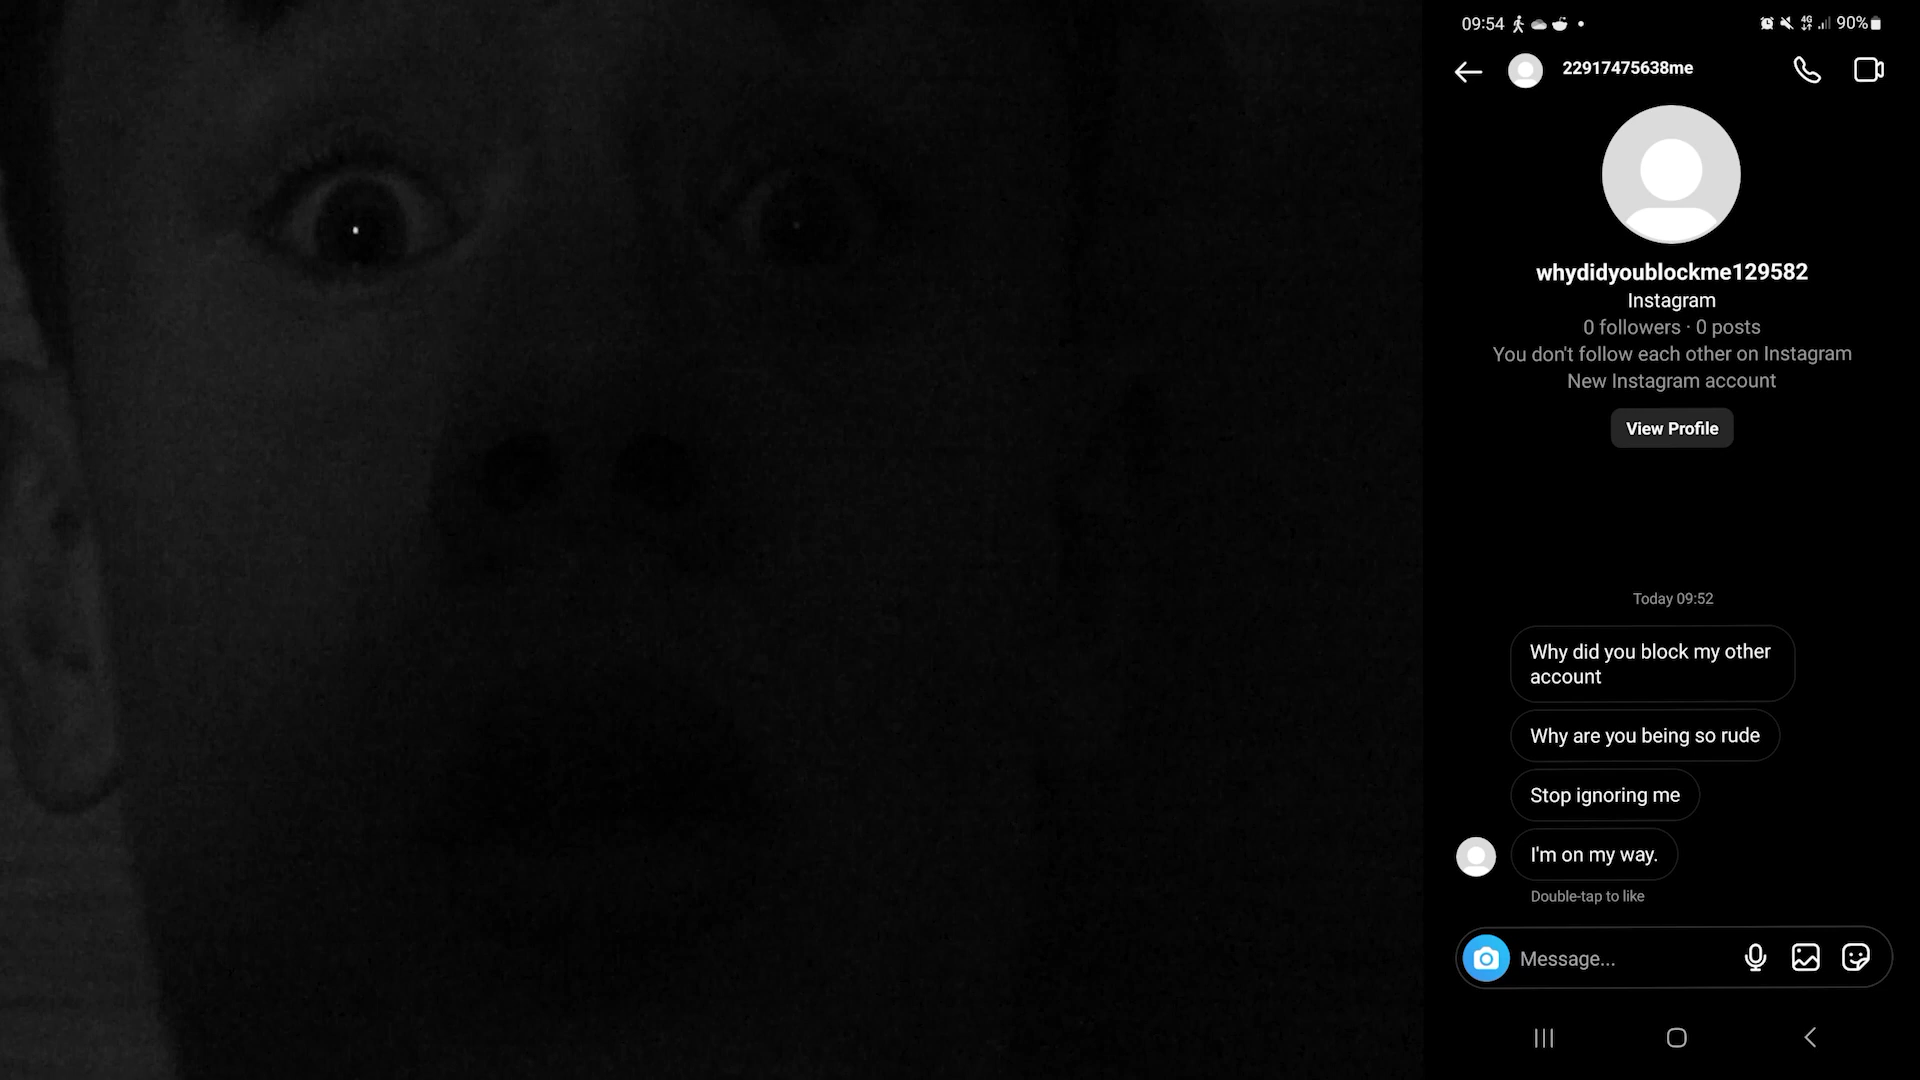 09:54 4G 90%
22917475638me
whydidyoublockme129582
Instagram
0 followers · 0 posts
You don't follow each other on Instagram
New Instagram account
View Profile
Today 09:52
Why did you block my other
account
Why are you being so rude
Stop ignoring me
I'm on my way.
Double-tap to like
Message...